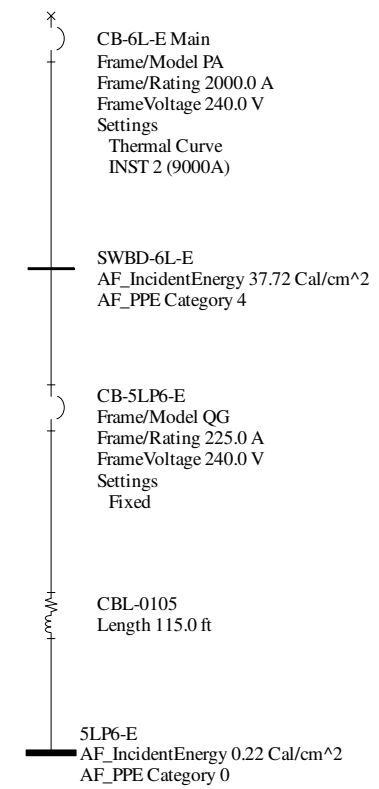 CB-6L-E Main
Frame/Model PA
Frame/Rating 2000.0 A
FrameVoltage 240.0 V
Settings
Thermal Curve
INST 2 (9000A)
SWBD-6L-E
AF_IncidentEnergy 37.72 Cal/cm^2
AF_PPE Category 4
CB-5LP6-E
Frame/Model QG
Frame/Rating 225.0 A
FrameVoltage 240.0 V
Settings
Fixed
CBL-0105
Length 115.0 ft
5LP6-E
AF_IncidentEnergy 0.22 Cal/cm^2
AF_PPE Category 0